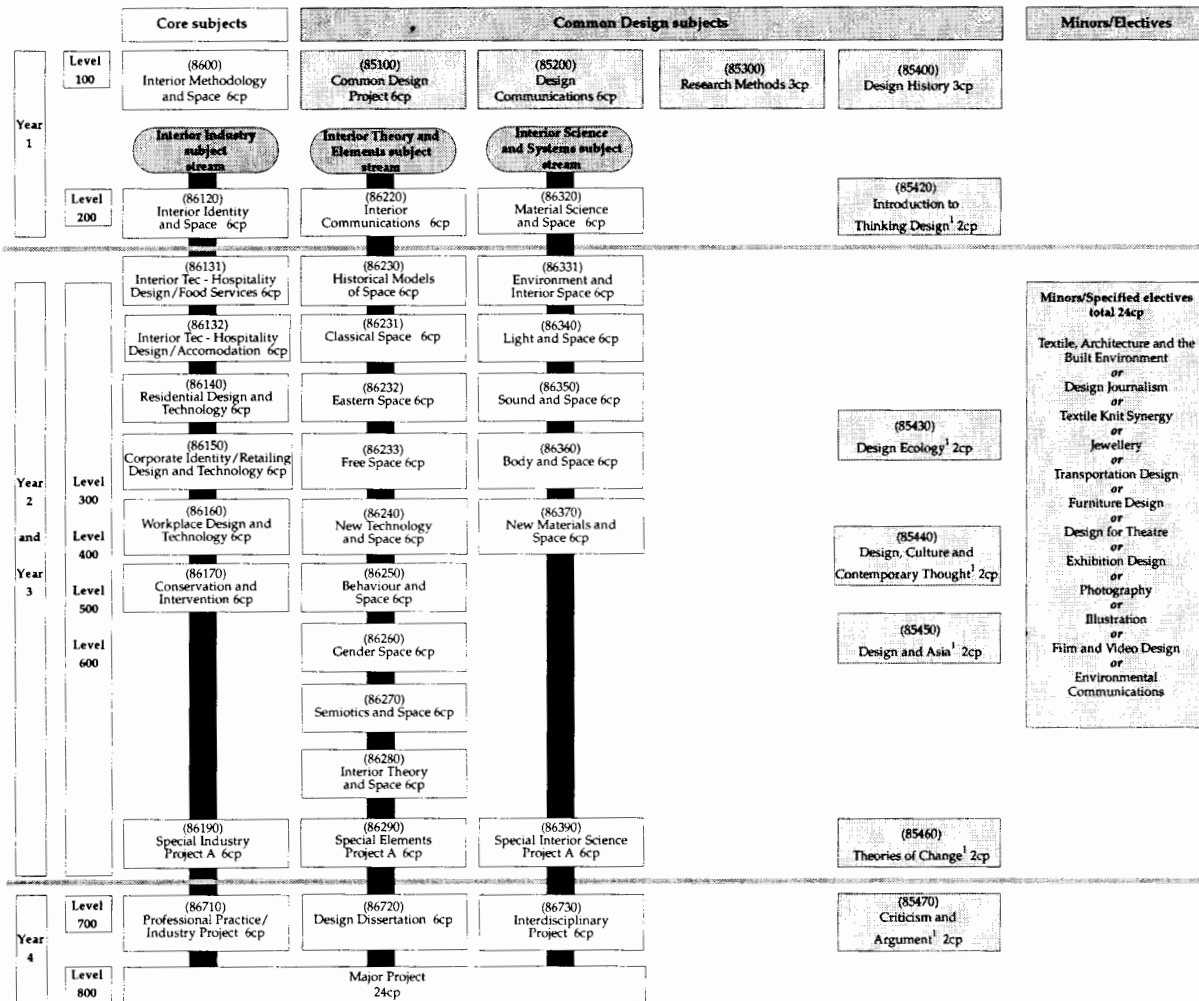 Core subjects
Common Design subjects
Minors/Electives
Year
1
Level
100
(8600)
Interior Methodology
and Space 6cp
(85100)
Common Design
Project 6cp
(85200)
Design
Communications 6cp
(85300)
Research Methods 3cp
(85400)
Design History 3cp
Interior Industry
subject
stream
Interior Theory and
Elements subject
stream
Interior Science
and Systems subject
stream
Level
200
(86120)
Interior Identity
and Space 6cp
(86220)
Interior
Communications 6cp
(86320)
Material Science
and Space 6cp
(85420)
Introduction to
Thinking Design¹ 2cp
Year
2
and
Year
3
Level
300
Level
400
Level
500
Level
600
(86131)
Interior Tec - Hospitality
Design/Food Services 6cp
(86230)
Historical Models
of Space 6cp
(86331)
Environment and
Interior Space 6cp
(86132)
Interior Tec - Hospitality
Design/Accomodation 6cp
(86231)
Classical Space 6cp
(86340)
Light and Space 6cp
(86140)
Residential Design and
Technology 6cp
(86232)
Eastern Space 6cp
(86350)
Sound and Space 6cp
(86150)
Corporate Identity/Retailing
Design and Technology 6cp
(86233)
Free Space 6cp
(86360)
Body and Space 6cp
(85430)
Design Ecology¹ 2cp
(86160)
Workplace Design and
Technology 6cp
(86240)
New Technology
and Space 6cp
(86370)
New Materials and
Space 6cp
(85440)
Design, Culture and
Contemporary Thought¹ 2cp
(86170)
Conservation and
Intervention 6cp
(86250)
Behaviour and
Space 6cp
(86260)
Gender Space 6cp
(85450)
Design and Asia¹ 2cp
(86270)
Semiotics and Space 6cp
(86280)
Interior Theory
and Space 6cp
(86190)
Special Industry
Project A 6cp
(86290)
Special Elements
Project A 6cp
(86390)
Special Interior Science
Project A 6cp
(85460)
Theories of Change¹ 2cp
Minors/Specified electives
total 24cp
Textile, Architecture and the
Built Environment
or
Design Journalism
or
Textile Knit Synergy
or
Jewellery
or
Transportation Design
or
Furniture Design
or
Design for Theatre
or
Exhibition Design
or
Photography
or
Illustration
or
Film and Video Design
or
Environmental
Communications
Year
4
Level
700
(86710)
Professional Practice/
Industry Project 6cp
(86720)
Design Dissertation 6cp
(86730)
Interdisciplinary
Project 6cp
(85470)
Criticism and
Argument¹ 2cp
Level
800
Major Project
24cp